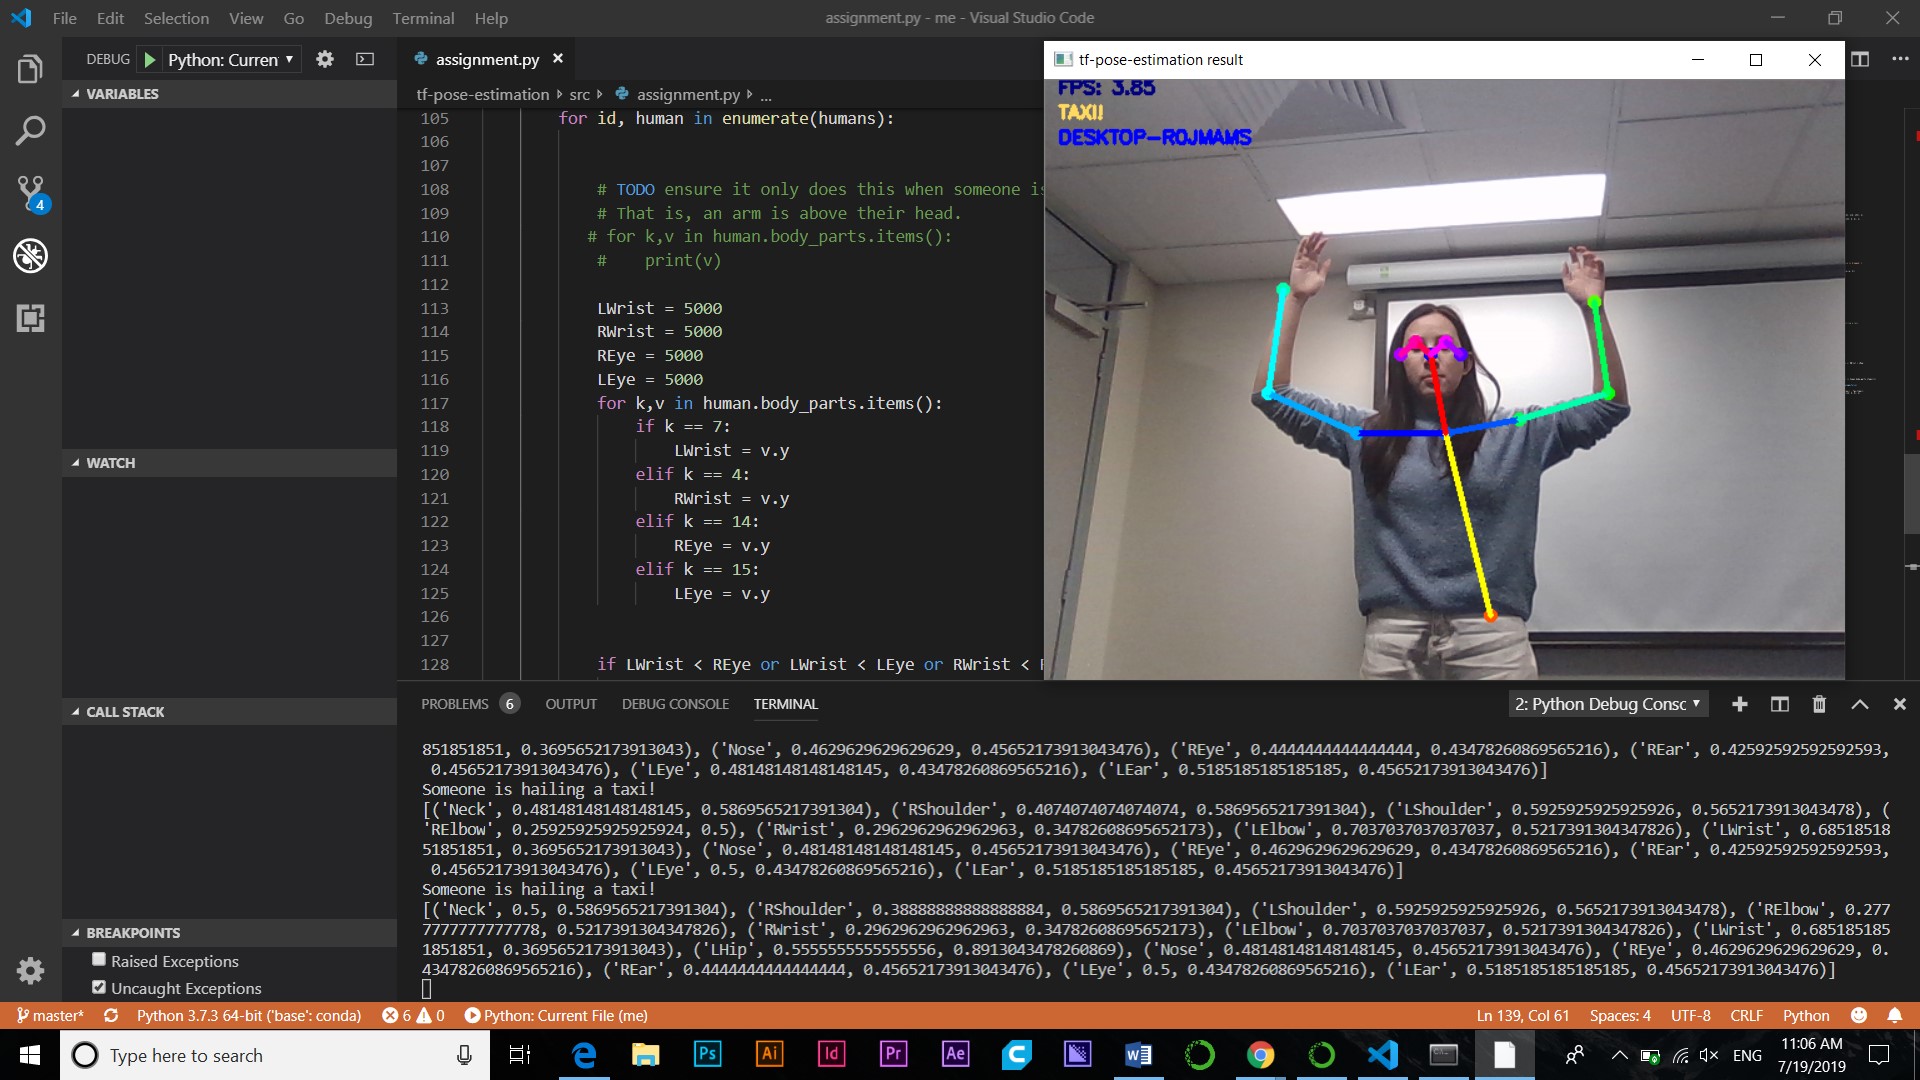 File Edit Selection View Go Debug Terminal Help
assignment.py - me - Visual Studio Code
DEBUG Python: Curren
assignment.py
tf-pose-estimation src assignment.py ...
VARIABLES
WATCH
CALL STACK
BREAKPOINTS
Raised Exceptions
Uncaught Exceptions
4
105 for id, human in enumerate(humans):
106
107
108 # TODO ensure it only does this when someone is
109 # That is, an arm is above their head.
110 # for k,v in human.body_parts.items():
111 # print(v)
112
113 LWrist = 5000
114 RWrist = 5000
115 REye = 5000
116 LEye = 5000
117 for k,v in human.body_parts.items():
118 if k == 7:
119 LWrist = v.y
120 elif k == 4:
121 RWrist = v.y
122 elif k == 14:
123 REye = v.y
124 elif k == 15:
125 LEye = v.y
126
127
128 if LWrist < REye or LWrist < LEye or RWrist <
tf-pose-estimation result
FPS: 3.85
TAXI!
DESKTOP-ROJMAMS
PROBLEMS 6 OUTPUT DEBUG CONSOLE TERMINAL
2: Python Debug Consc
851851851, 0.3695652173913043), ('Nose', 0.4629629629629629, 0.45652173913043476), ('REye', 0.4444444444444444, 0.43478260869565216), ('REar', 0.42592592592592593,
0.45652173913043476), ('LEye', 0.48148148148148145, 0.43478260869565216), ('LEar', 0.5185185185185185, 0.45652173913043476)]
Someone is hailing a taxi!
[('Neck', 0.48148148148148145, 0.5869565217391304), ('RShoulder', 0.4074074074074074, 0.5869565217391304), ('LShoulder', 0.5925925925925926, 0.5652173913043478), (
'RElbow', 0.25925925925925924, 0.5), ('RWrist', 0.2962962962962963, 0.34782608695652173), ('LElbow', 0.7037037037037037, 0.5217391304347826), ('LWrist', 0.6851851
51851851, 0.3695652173913043), ('Nose', 0.48148148148148145, 0.45652173913043476), ('REye', 0.4629629629629629, 0.43478260869565216), ('REar', 0.42592592592592593,
0.45652173913043476), ('LEye', 0.5, 0.43478260869565216), ('LEar', 0.5185185185185185, 0.45652173913043476)]
Someone is hailing a taxi!
[('Neck', 0.5, 0.5869565217391304), ('RShoulder', 0.38888888888888884, 0.5869565217391304), ('LShoulder', 0.5925925925925926, 0.5652173913043478), ('RElbow', 0.277
7777777777778, 0.5217391304347826), ('RWrist', 0.2962962962962963, 0.34782608695652173), ('LElbow', 0.7037037037037037, 0.5217391304347826), ('LWrist', 0.685185185
1851851, 0.3695652173913043), ('LHip', 0.5555555555555556, 0.8913043478260869), ('Nose', 0.48148148148148145, 0.45652173913043476), ('REye', 0.4629629629629629, 0.
43478260869565216), ('REar', 0.4444444444444444, 0.45652173913043476), ('LEye', 0.5, 0.43478260869565216), ('LEar', 0.5185185185185185, 0.45652173913043476)]
master* Python 3.7.3 64-bit ('base': conda) 6 0 Python: Current File (me) Ln 139, Col 61 Spaces: 4 UTF-8 CRLF Python
Type here to search
Ps Ai Id Pr Ae
ENG
11:06 AM
7/19/2019